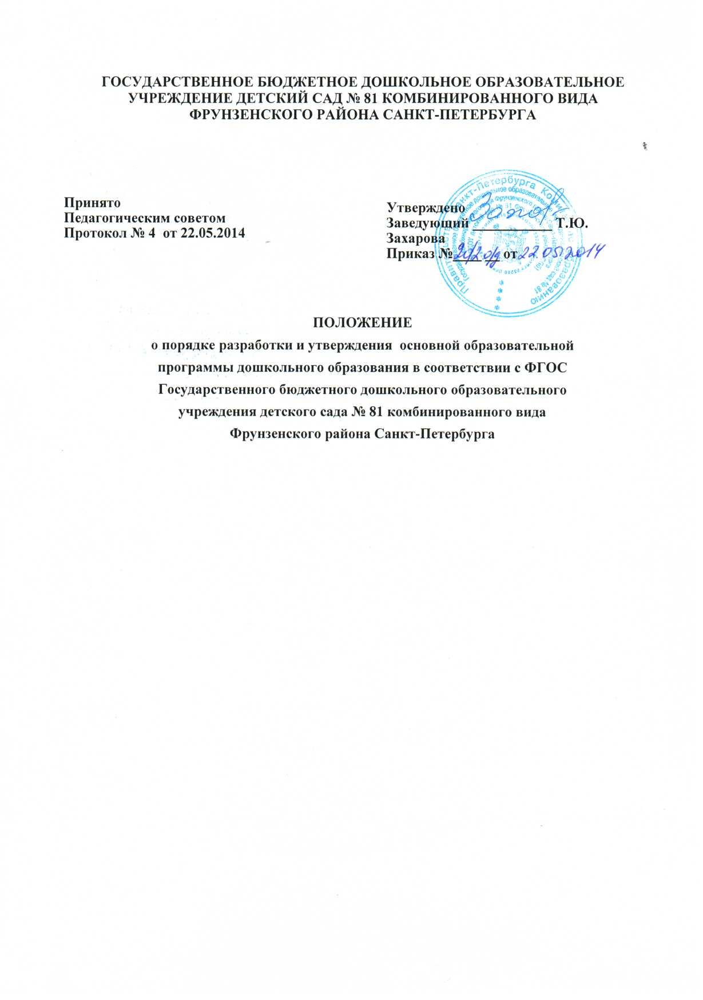 ГОСУДАРСТВЕННОЕ БЮДЖЕТНОЕ ДОШКОЛЬНОЕ ОБРАЗОВАТЕЛЬНОЕ
УЧРЕЖДЕНИЕ ДЕТСКИЙ САД № 81 КОМБИНИРОВАННОГО ВИДА
ФРУНЗЕНСКОГО РАЙОНА САНКТ-ПЕТЕРБУРГА
Принято
Педагогическим советом
Протокол № 4 от 22.05.2014
Утверждено
Заведующий ___________ Т.Ю.
Захарова
Приказ № от 22.05.2014
ПОЛОЖЕНИЕ
о порядке разработки и утверждения основной образовательной
программы дошкольного образования в соответствии с ФГОС
Государственного бюджетного дошкольного образовательного
учреждения детского сада № 81 комбинированного вида
Фрунзенского района Санкт-Петербурга